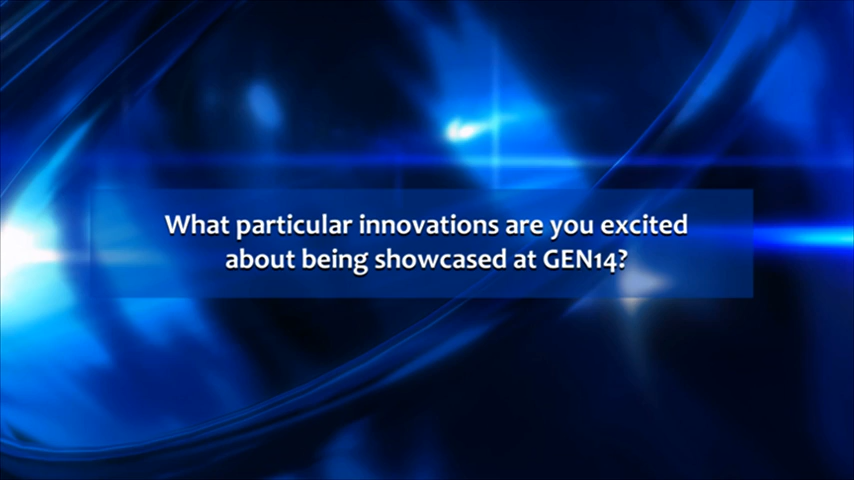 What particular innovations are you excited
about being showcased at GEN14?